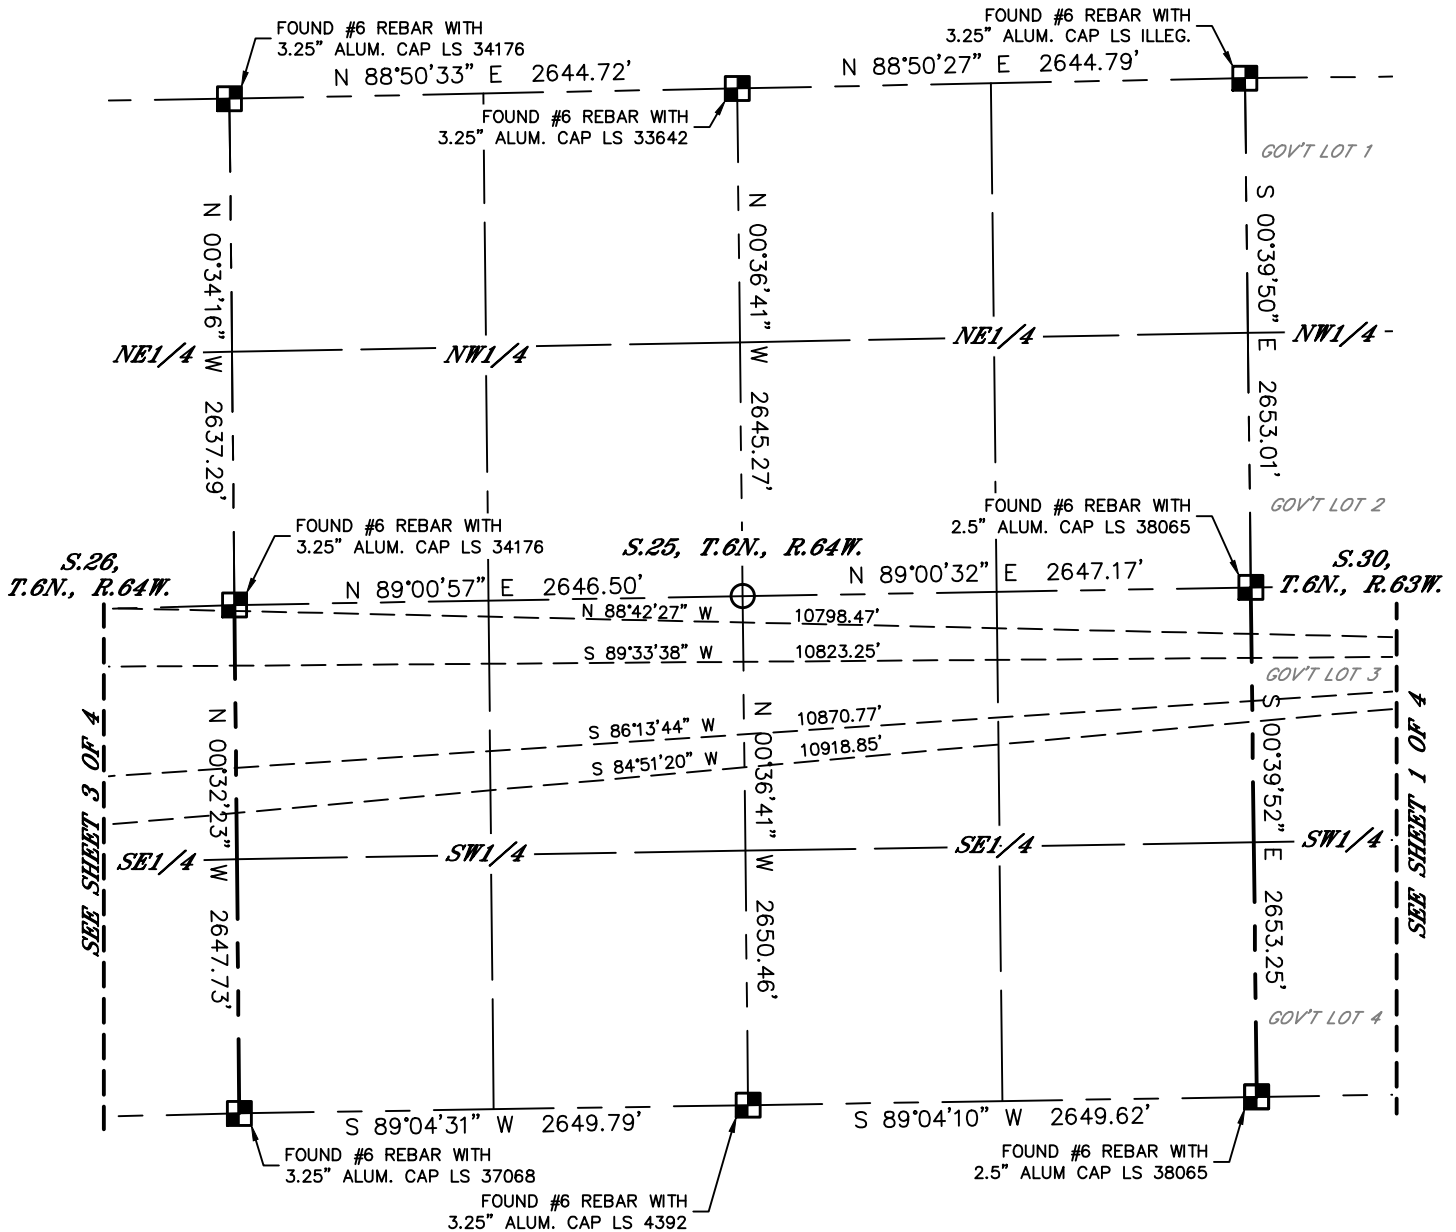 FOUND #6 REBAR WITH
3.25" ALUM. CAP LS 34176
FOUND #6 REBAR WITH
3.25" ALUM. CAP LS ILLEG.
N 88°50'33" E 2644.72'
N 88°50'27" E 2644.79'
FOUND #6 REBAR WITH
3.25" ALUM. CAP LS 33642
GOV'T LOT 1
N 00°34'16" W 2637.29'
N 00°36'41" W 2645.27'
S 00°39'50" E 2653.01'
NE1/4
NW1/4
NE1/4
NW1/4
GOV'T LOT 2
FOUND #6 REBAR WITH
3.25" ALUM. CAP LS 34176
FOUND #6 REBAR WITH
2.5" ALUM. CAP LS 38065
S.26,
T.6N., R.64W.
S.25, T.6N., R.64W.
S.30,
T.6N., R.63W.
N 89°00'57" E 2646.50'
N 89°00'32" E 2647.17'
N 88°42'27" W 10798.47'
S 89°33'38" W 10823.25'
GOV'T LOT 3
S 86°13'44" W 10870.77'
S 84°51'20" W 10918.85'
SEE SHEET 3 OF 4
N 00°32'23" W 2647.73'
N 00°36'41" W 2650.46'
S 00°39'52" E 2653.25'
SEE SHEET 1 OF 4
SE1/4
SW1/4
SE1/4
SW1/4
GOV'T LOT 4
S 89°04'31" W 2649.79'
S 89°04'10" W 2649.62'
FOUND #6 REBAR WITH
3.25" ALUM. CAP LS 37068
FOUND #6 REBAR WITH
3.25" ALUM. CAP LS 4392
FOUND #6 REBAR WITH
2.5" ALUM CAP LS 38065